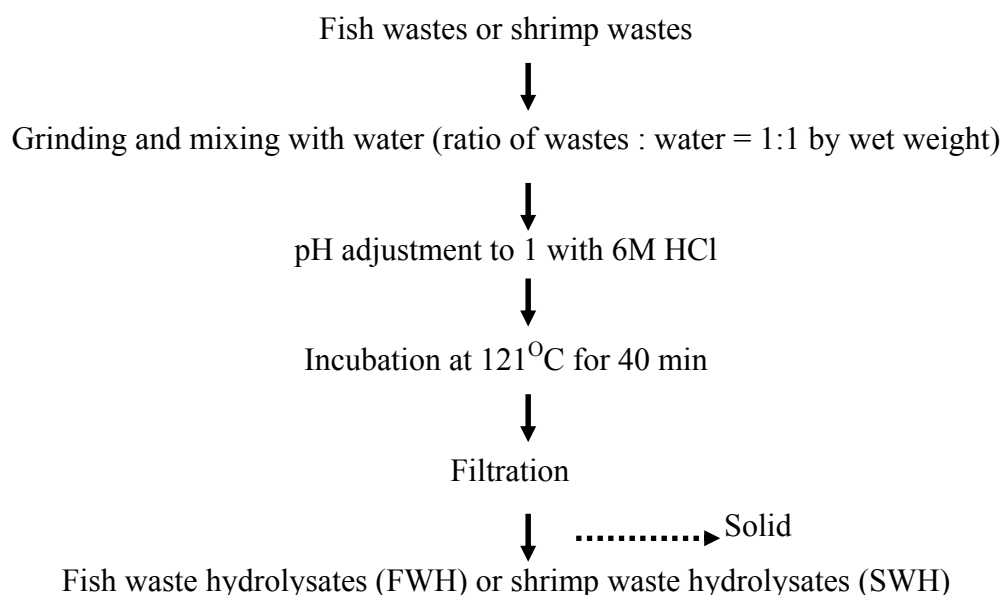 Fish wastes or shrimp wastes
Grinding and mixing with water (ratio of wastes : water = 1:1 by wet weight)
pH adjustment to 1 with 6M HCl
Incubation at 121ᴼC for 40 min
Filtration
Solid
Fish waste hydrolysates (FWH) or shrimp waste hydrolysates (SWH)